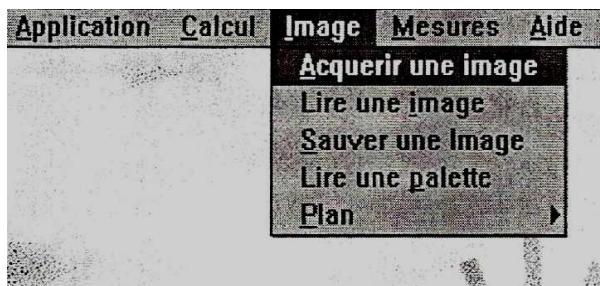 Application Calcul Image Mesures Aide
Acquerir une image
Lire une image
Sauver une Image
Lire une palette
Plan